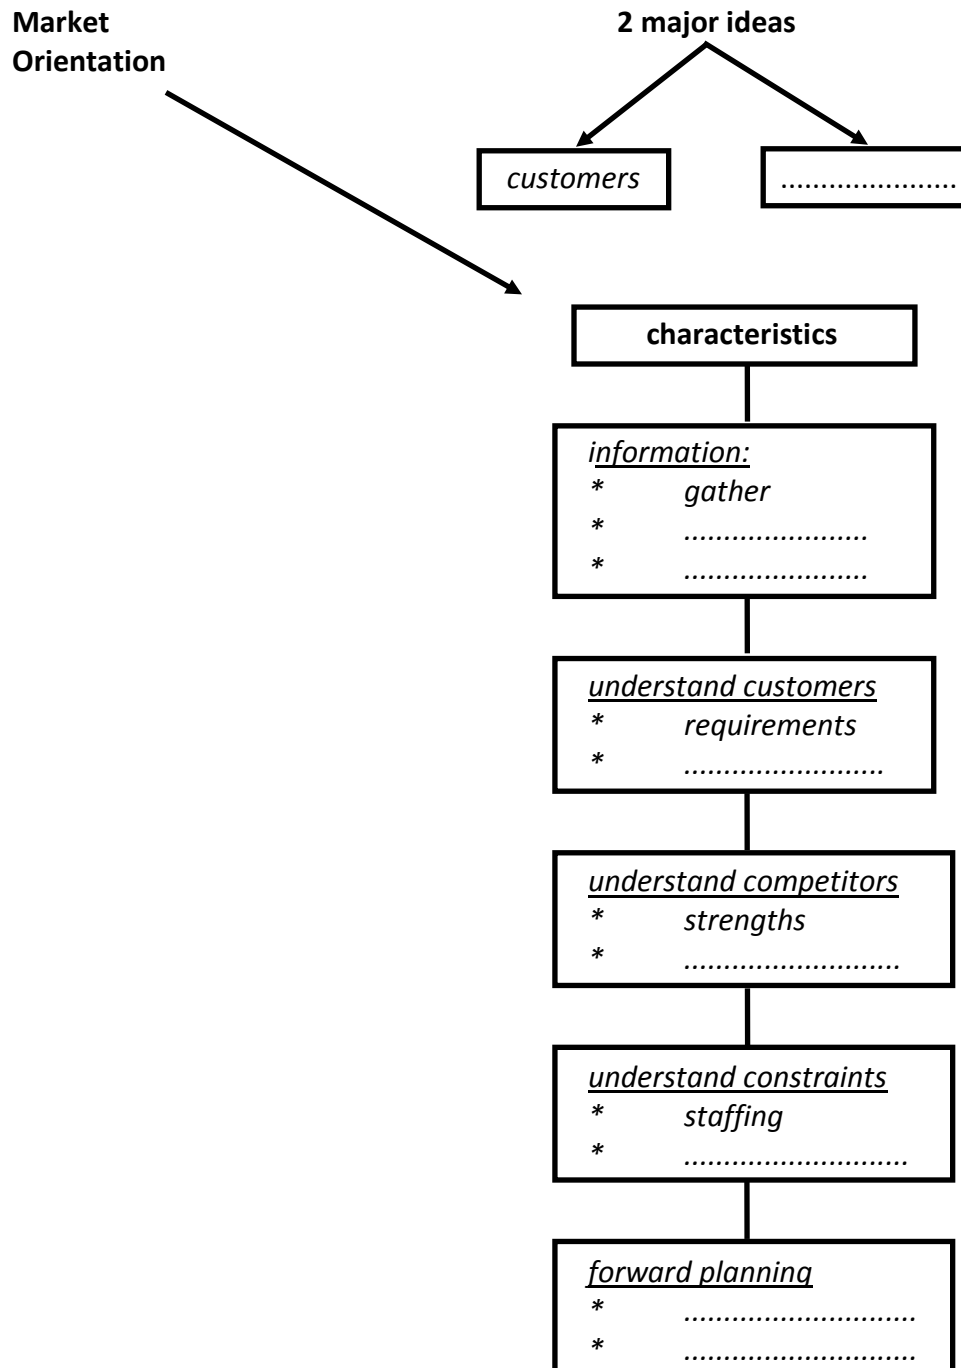 Market
Orientation
2 major ideas
customers
......................
characteristics
information:
* gather
* .......................
* .......................
understand customers
* requirements
* .........................
understand competitors
* strengths
* ...........................
understand constraints
* staffing
* ............................
forward planning
* .............................
* .............................